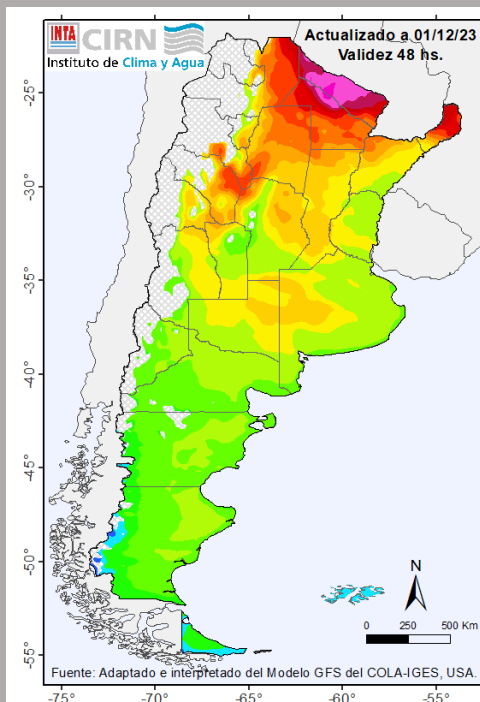 INTA CIRN
Instituto de Clima y Agua
Actualizado a 01/12/23
Validez 48 hs.
-25°
-30°
-35°
-40°
-45°
-50°
-55°
N
0 250 500 Km
Fuente: Adaptado e interpretado del Modelo GFS del COLA-IGES, USA.
-75° -70° -65° -60° -55°